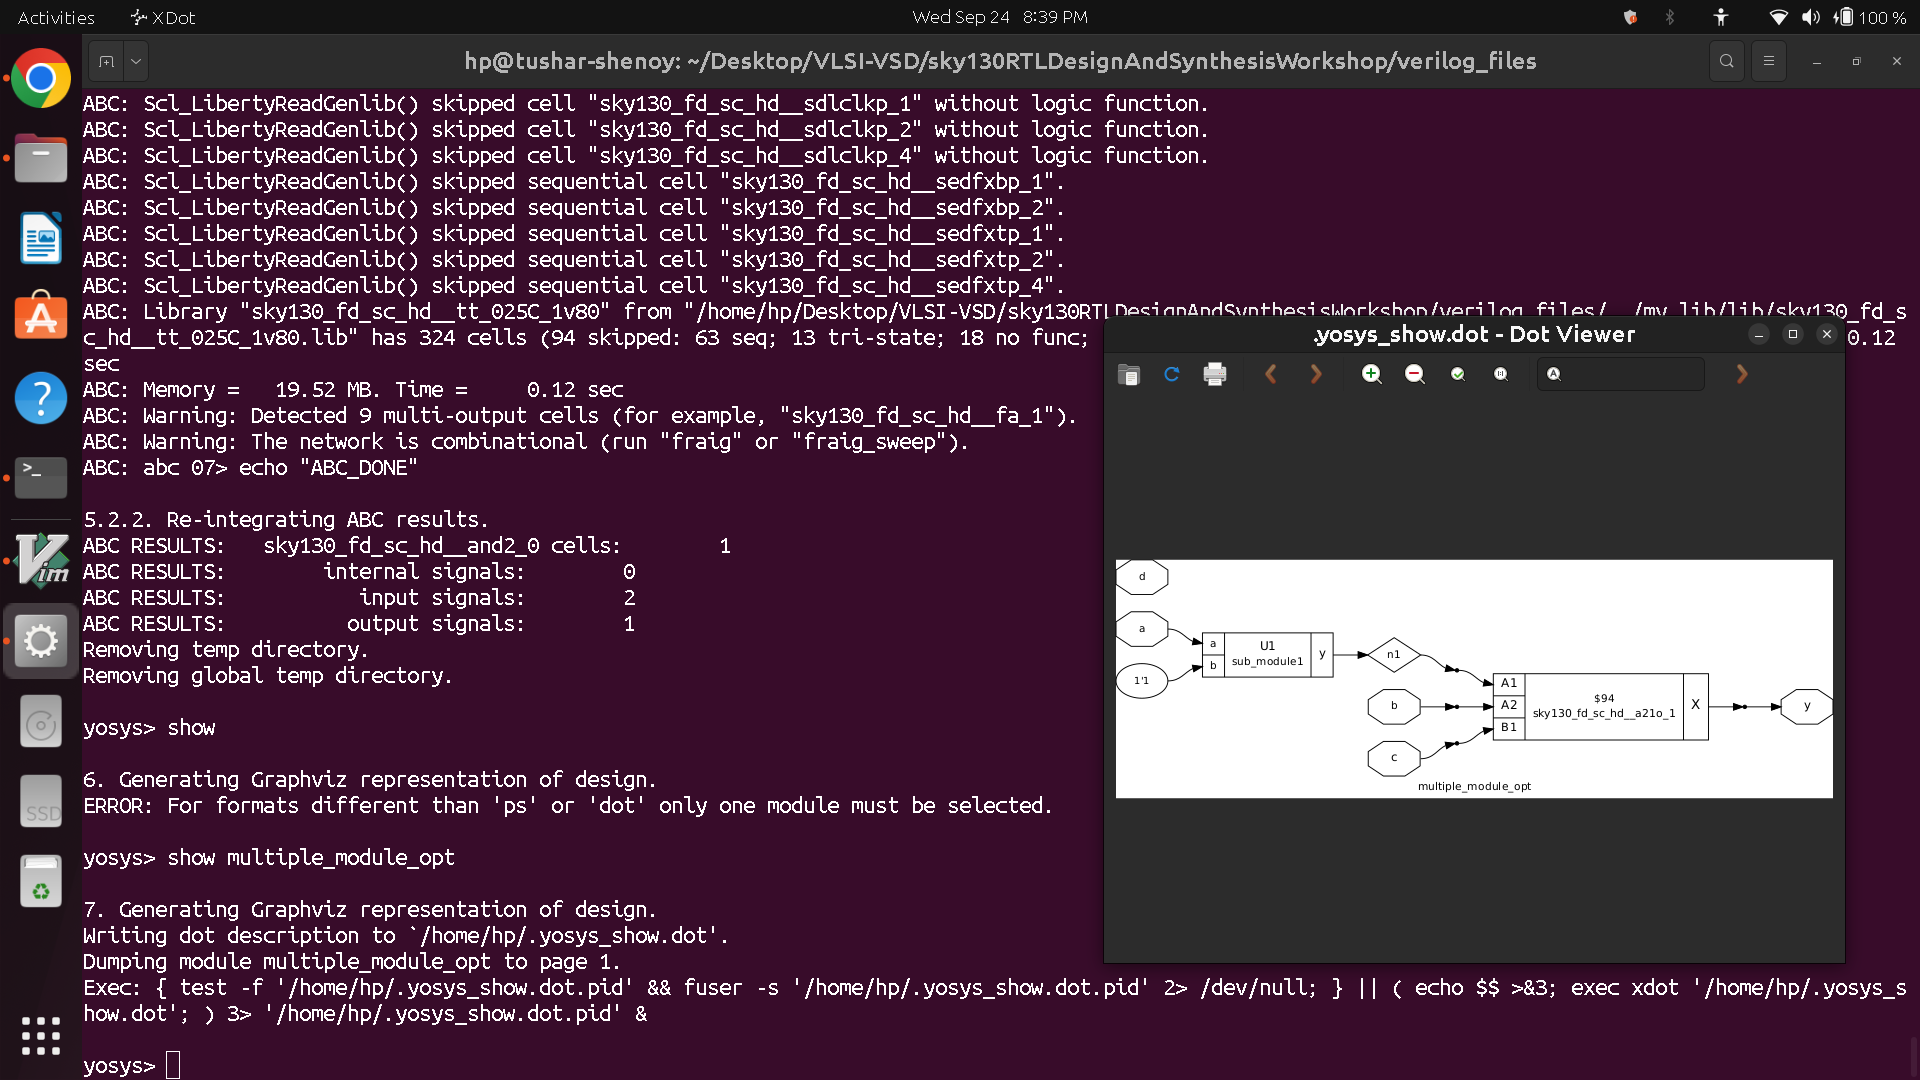 Activities XDot Wed Sep 24 8:39 PM 100 %
hp@tushar-shenoy: ~/Desktop/VLSI-VSD/sky130RTLDesignAndSynthesisWorkshop/verilog_files
ABC: Scl_LibertyReadGenlib() skipped cell "sky130_fd_sc_hd__sdlclkp_1" without logic function.
ABC: Scl_LibertyReadGenlib() skipped cell "sky130_fd_sc_hd__sdlclkp_2" without logic function.
ABC: Scl_LibertyReadGenlib() skipped cell "sky130_fd_sc_hd__sdlclkp_4" without logic function.
ABC: Scl_LibertyReadGenlib() skipped sequential cell "sky130_fd_sc_hd__sedfxbp_1".
ABC: Scl_LibertyReadGenlib() skipped sequential cell "sky130_fd_sc_hd__sedfxbp_2".
ABC: Scl_LibertyReadGenlib() skipped sequential cell "sky130_fd_sc_hd__sedfxtp_1".
ABC: Scl_LibertyReadGenlib() skipped sequential cell "sky130_fd_sc_hd__sedfxtp_2".
ABC: Scl_LibertyReadGenlib() skipped sequential cell "sky130_fd_sc_hd__sedfxtp_4".
ABC: Library "sky130_fd_sc_hd__tt_025C_1v80" from "/home/hp/Desktop/VLSI-VSD/sky130RTLDesignAndSynthesisWorkshop/verilog_files/../my_lib/lib/sky130_fd_s
c_hd__tt_025C_1v80.lib" has 324 cells (94 skipped: 63 seq; 13 tri-state; 18 no func; 0.12
sec
ABC: Memory = 19.52 MB. Time = 0.12 sec
ABC: Warning: Detected 9 multi-output cells (for example, "sky130_fd_sc_hd__fa_1").
ABC: Warning: The network is combinational (run "fraig" or "fraig_sweep").
ABC: abc 07> echo "ABC_DONE"
5.2.2. Re-integrating ABC results.
ABC RESULTS: sky130_fd_sc_hd__and2_0 cells: 1
ABC RESULTS: internal signals: 0
ABC RESULTS: input signals: 2
ABC RESULTS: output signals: 1
Removing temp directory.
Removing global temp directory.
yosys> show
6. Generating Graphviz representation of design.
ERROR: For formats different than 'ps' or 'dot' only one module must be selected.
yosys> show multiple_module_opt
7. Generating Graphviz representation of design.
Writing dot description to `/home/hp/.yosys_show.dot'.
Dumping module multiple_module_opt to page 1.
Exec: { test -f '/home/hp/.yosys_show.dot.pid' && fuser -s '/home/hp/.yosys_show.dot.pid' 2> /dev/null; } || ( echo $$ >&3; exec xdot '/home/hp/.yosys_s
how.dot'; ) 3> '/home/hp/.yosys_show.dot.pid' &
yosys>
.yosys_show.dot - Dot Viewer
d
a
1'1
a
b
U1
sub_module1
y
n1
b
c
A1
A2
B1
$94
sky130_fd_sc_hd__a21o_1
X
y
multiple_module_opt
Vim
SSD